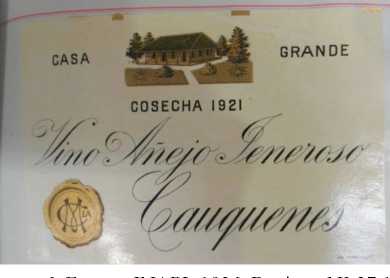 CASA GRANDE
COSECHA 1921
Vino Añejo Jeneroso
Cauquenes